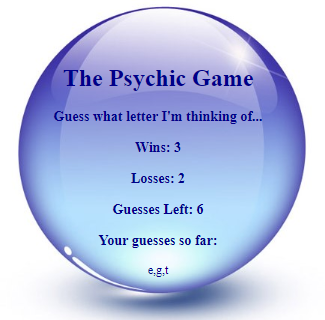 The Psychic Game
Guess what letter I'm thinking of...
Wins: 3
Losses: 2
Guesses Left: 6
Your guesses so far:
e,g,t